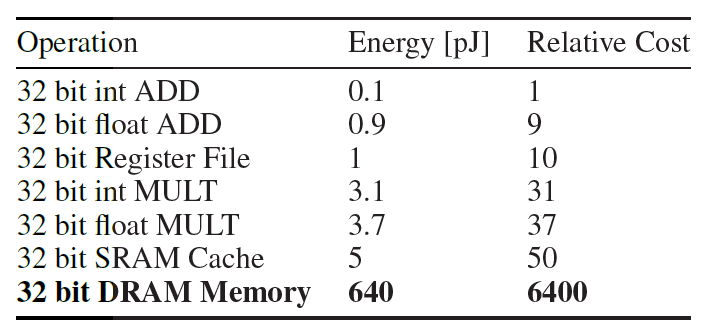 Operation Energy [pJ] Relative Cost
32 bit int ADD 0.1 1
32 bit float ADD 0.9 9
32 bit Register File 1 10
32 bit int MULT 3.1 31
32 bit float MULT 3.7 37
32 bit SRAM Cache 5 50
32 bit DRAM Memory 640 6400